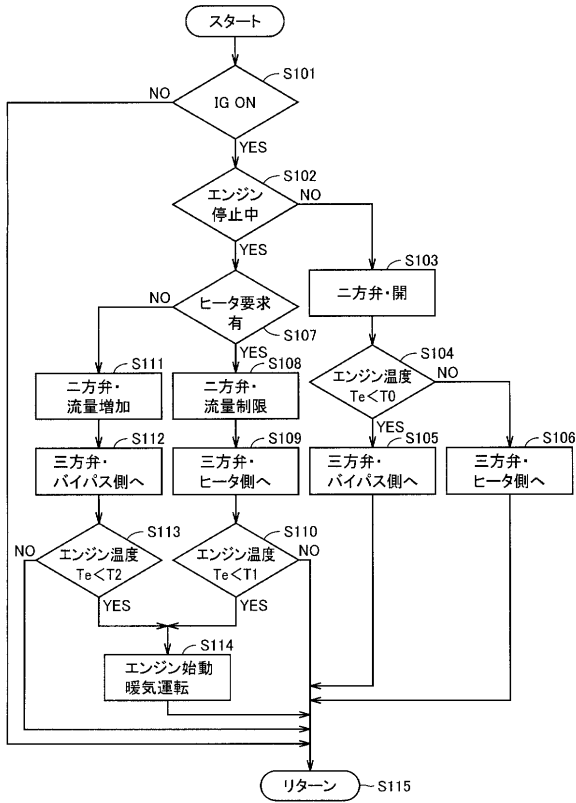 スタート
S101
NO
IG ON
YES
S102
エンジン
停止中
NO
YES
S103
二方弁・開
NO
ヒータ要求
有
S107
YES
S104
エンジン温度
Te<T0
NO
YES
S111
二方弁・
流量増加
S108
二方弁・
流量制限
S112
三方弁・
バイパス側へ
S109
三方弁・
ヒータ側へ
S105
三方弁・
バイパス側へ
S106
三方弁・
ヒータ側へ
S113
NO
エンジン温度
Te<T2
YES
S110
エンジン温度
Te<T1
NO
YES
S114
エンジン始動
暖気運転
リターン
S115